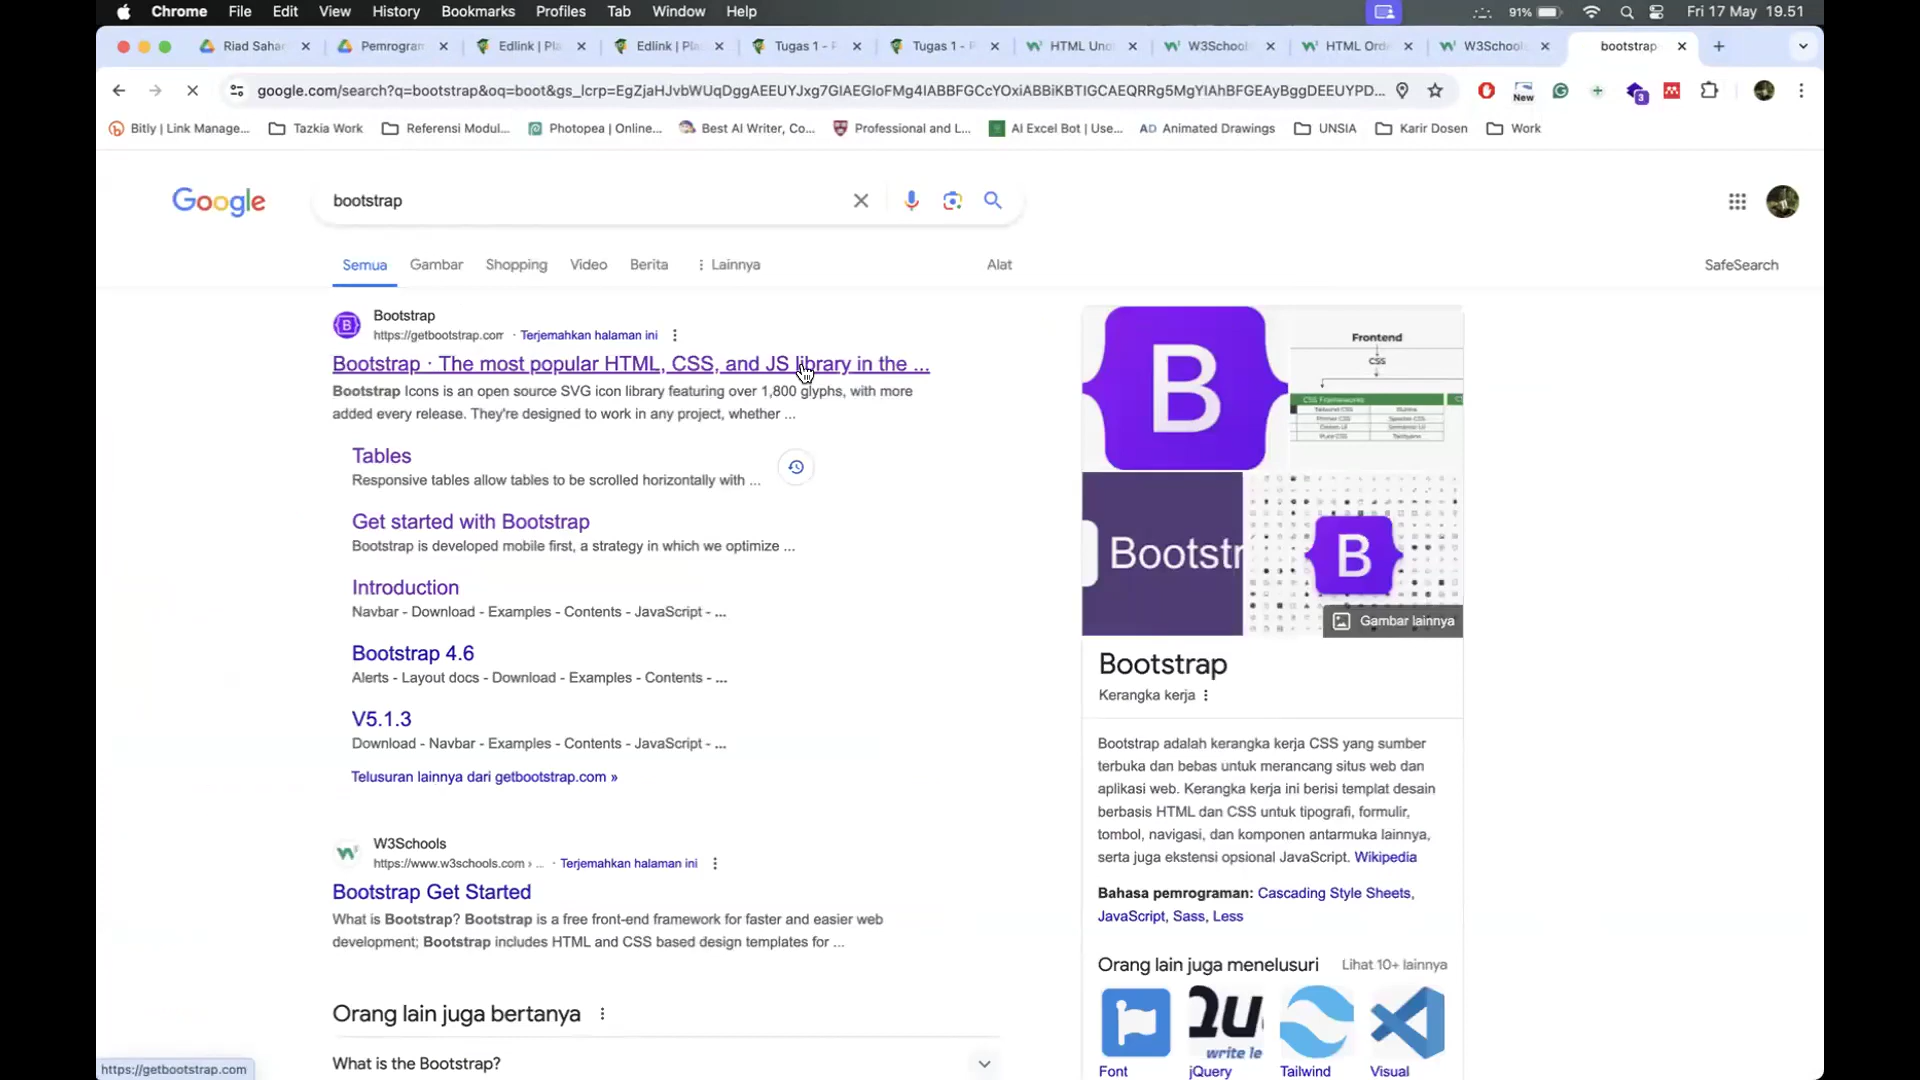 Chrome File Edit View History Bookmarks Profiles Tab Window Help 91% Fri 17 May 19.51
Riad Sahar Pemrogran Edlink | Pla Edlink | Pla Tugas 1 - Tugas 1 - HTML Uno W3School HTML Orde W3School bootstrap
google.com/search?q=bootstrap&oq=boot&gs_lcrp=EgZjaHJvbWUqDggAEEUYJxg7GIAEGIoFMg4IABBFGCcYOxiABBiKBTIGCAEQRRg5MgYIAhBFGEAyBggDEEUYPD...
New 3
Bitly | Link Manage... Tazkia Work Referensi Modul... Photopea | Online... Best AI Writer, Co... Professional and L... AI Excel Bot | Use... AD Animated Drawings UNSIA Karir Dosen Work
Google
bootstrap
Semua Gambar Shopping Video Berita Lainnya Alat SafeSearch
Bootstrap
https://getbootstrap.com · Terjemahkan halaman ini
Bootstrap · The most popular HTML, CSS, and JS library in the ...
Bootstrap Icons is an open source SVG icon library featuring over 1,800 glyphs, with more
added every release. They're designed to work in any project, whether ...
Tables
Responsive tables allow tables to be scrolled horizontally with ...
Get started with Bootstrap
Bootstrap is developed mobile first, a strategy in which we optimize ...
Introduction
Navbar - Download - Examples - Contents - JavaScript - ...
Bootstrap 4.6
Alerts - Layout docs - Download - Examples - Contents - ...
V5.1.3
Download - Navbar - Examples - Contents - JavaScript - ...
Telusuran lainnya dari getbootstrap.com »
W3Schools
https://www.w3schools.com › ... · Terjemahkan halaman ini
Bootstrap Get Started
What is Bootstrap? Bootstrap is a free front-end framework for faster and easier web
development; Bootstrap includes HTML and CSS based design templates for ...
Orang lain juga bertanya
What is the Bootstrap?
https://getbootstrap.com
B
Frontend
CSS
CSS Frameworks
Bootstr
B
Gambar lainnya
Bootstrap
Kerangka kerja
Bootstrap adalah kerangka kerja CSS yang sumber
terbuka dan bebas untuk merancang situs web dan
aplikasi web. Kerangka kerja ini berisi templat desain
berbasis HTML dan CSS untuk tipografi, formulir,
tombol, navigasi, dan komponen antarmuka lainnya,
serta juga ekstensi opsional JavaScript. Wikipedia
Bahasa pemrograman: Cascading Style Sheets,
JavaScript, Sass, Less
Orang lain juga menelusuri Lihat 10+ lainnya
write le
Font jQuery Tailwind Visual